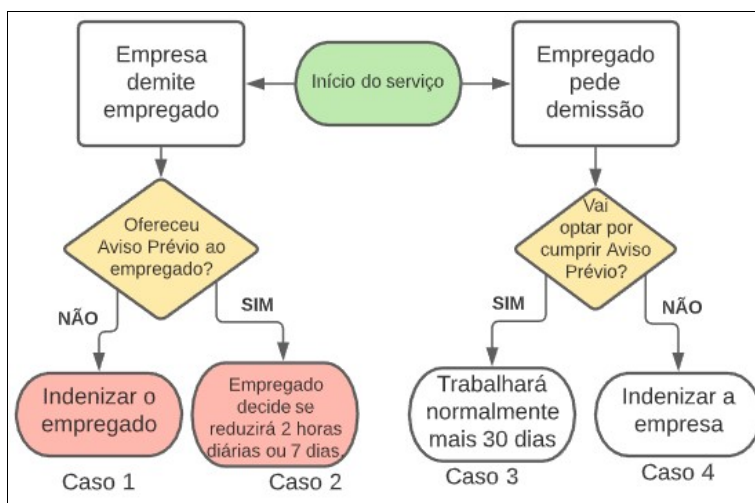 Empresa
demite
empregado
Início do serviço
Empregado
pede
demissão
Ofereceu
Aviso Prévio ao
empregado?
Vai
optar por
cumprir Aviso
Prévio?
NÃO
SIM
SIM
NÃO
Indenizar o
empregado
Empregado
decide se
reduzirá 2 horas
diárias ou 7 dias.
Trabalhará
normalmente
mais 30 dias
Indenizar a
empresa
Caso 1
Caso 2
Caso 3
Caso 4